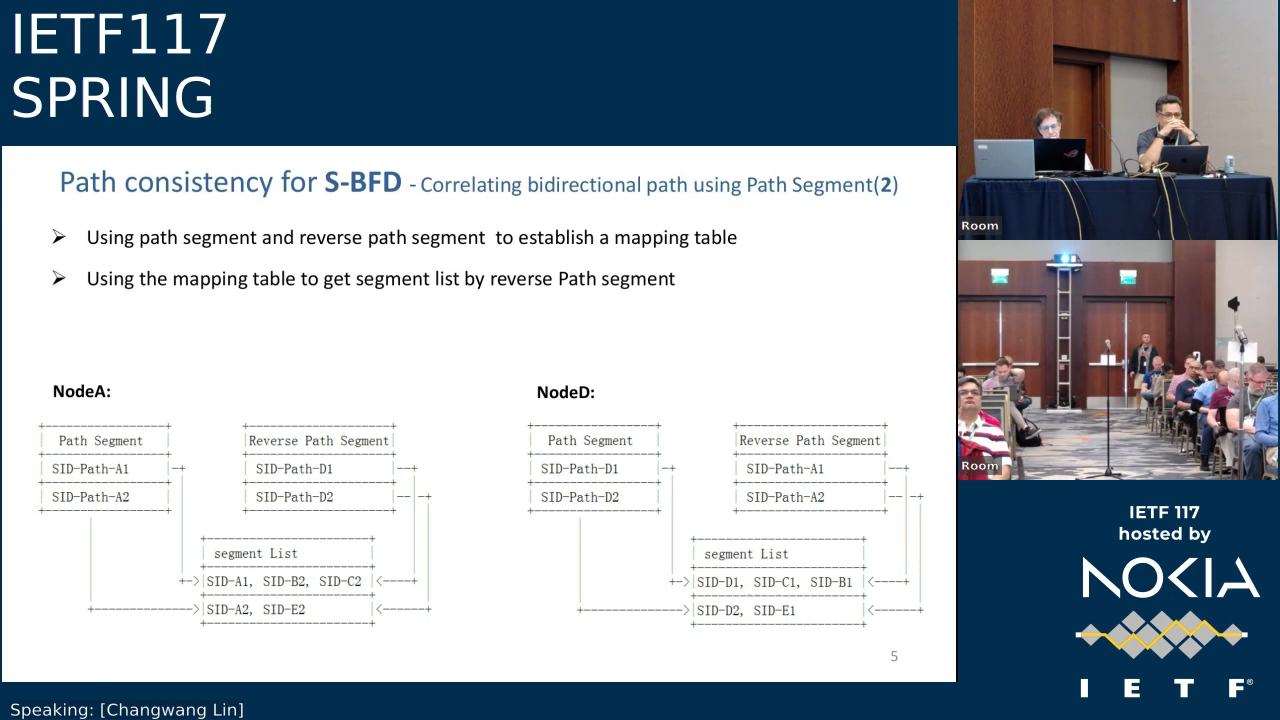 IETF117
SPRING
Path consistency for S-BFD - Correlating bidirectional path using Path Segment(2)
Using path segment and reverse path segment to establish a mapping table
Using the mapping table to get segment list by reverse Path segment
NodeA:
Path Segment
Reverse Path Segment
SID-Path-A1
SID-Path-D1
SID-Path-A2
SID-Path-D2
segment List
SID-A1, SID-B2, SID-C2
SID-A2, SID-E2
NodeD:
Path Segment
Reverse Path Segment
SID-Path-D1
SID-Path-A1
SID-Path-D2
SID-Path-A2
segment List
SID-D1, SID-C1, SID-B1
SID-D2, SID-E1
5
Speaking: [Changwang Lin]
Room
Room
IETF 117
hosted by
NOKIA
I E T F®